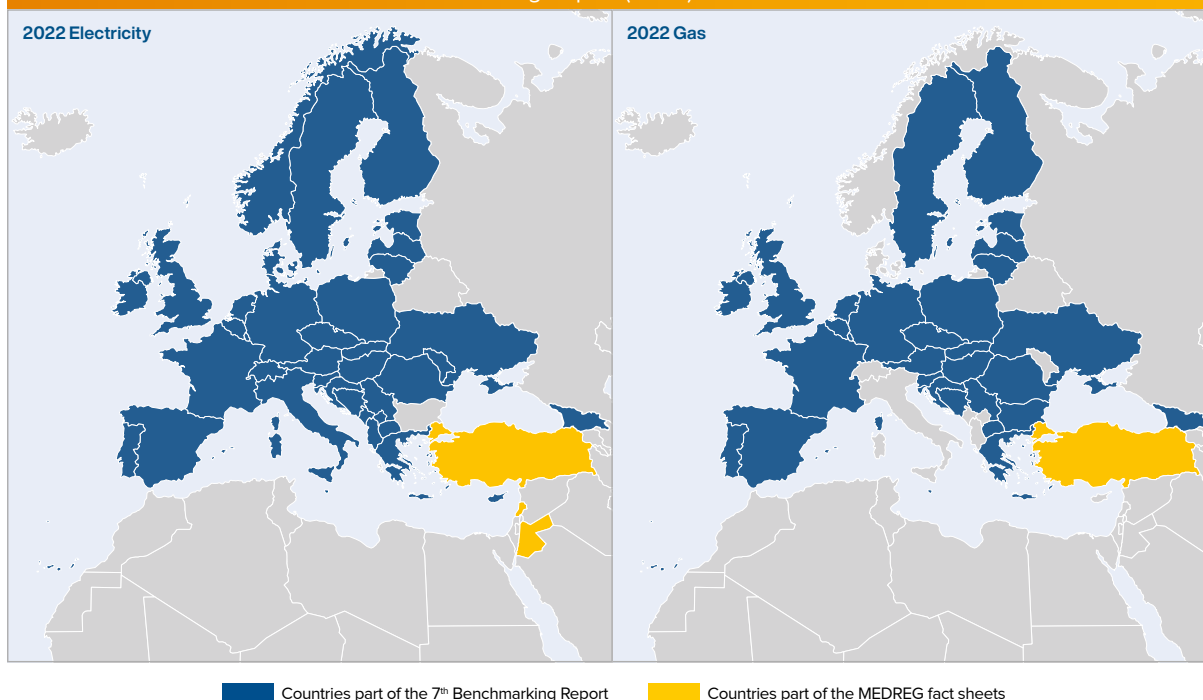 2022 Electricity
2022 Gas
Countries part of the 7th Benchmarking Report
Countries part of the MEDREG fact sheets